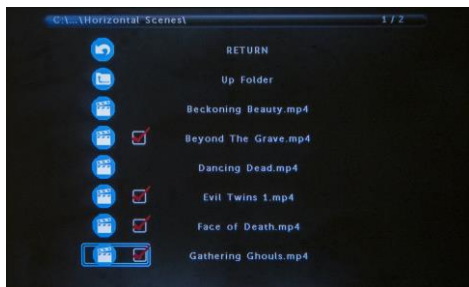 C:\...\Horizontal Scenes\ 1 / 2
RETURN
Up Folder
Beckoning Beauty.mp4
Beyond The Grave.mp4
Dancing Dead.mp4
Evil Twins 1.mp4
Face of Death.mp4
Gathering Ghouls.mp4